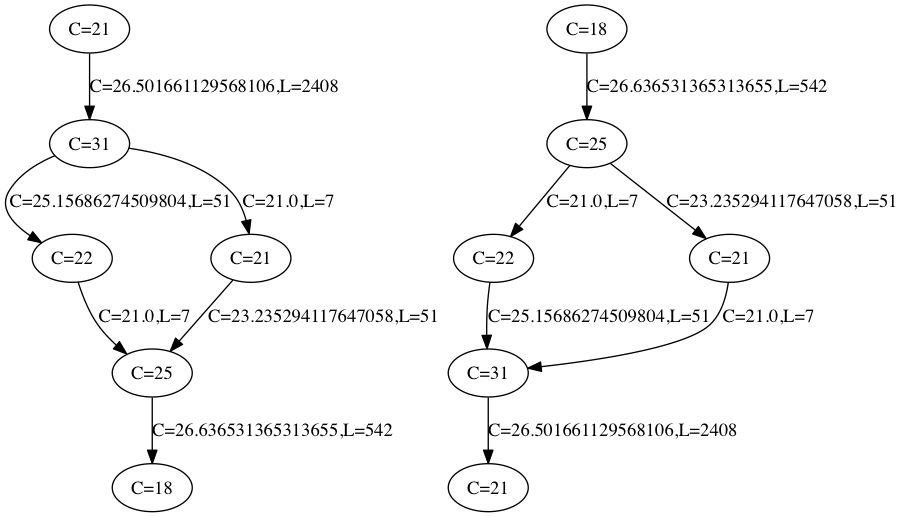 C=21
C=18
C=26.501661129568106,L=2408
C=26.636531365313655,L=542
C=31
C=25
C=25.15686274509804,L=51
C=21.0,L=7
C=21.0,L=7
C=23.235294117647058,L=51
C=22
C=21
C=22
C=21
C=21.0,L=7
C=23.235294117647058,L=51
C=25.15686274509804,L=51
C=21.0,L=7
C=25
C=31
C=26.636531365313655,L=542
C=26.501661129568106,L=2408
C=18
C=21